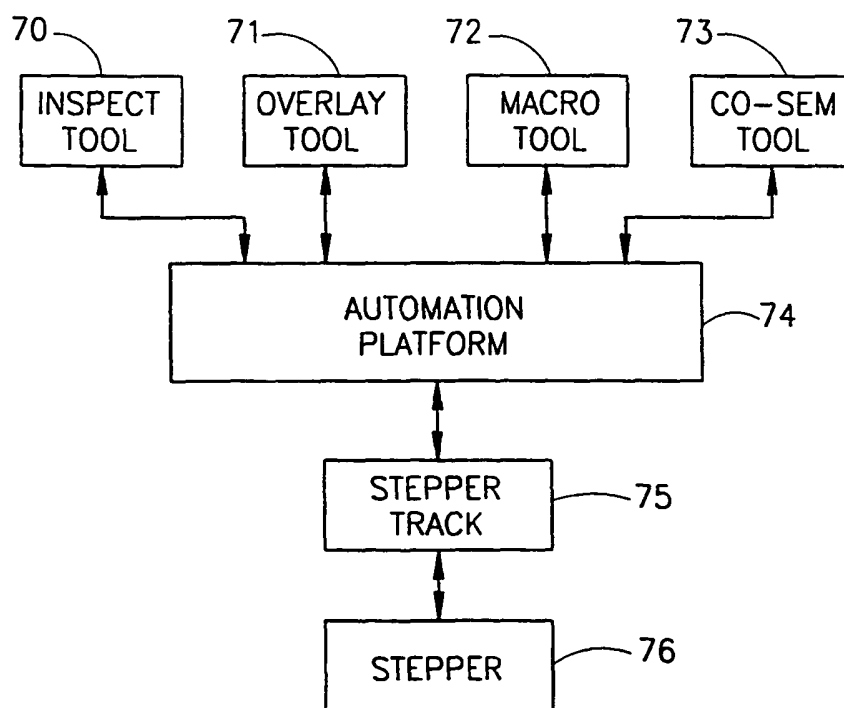 70
71
72
73
INSPECT
TOOL
OVERLAY
TOOL
MACRO
TOOL
CO-SEM
TOOL
AUTOMATION
PLATFORM
74
STEPPER
TRACK
75
STEPPER
76